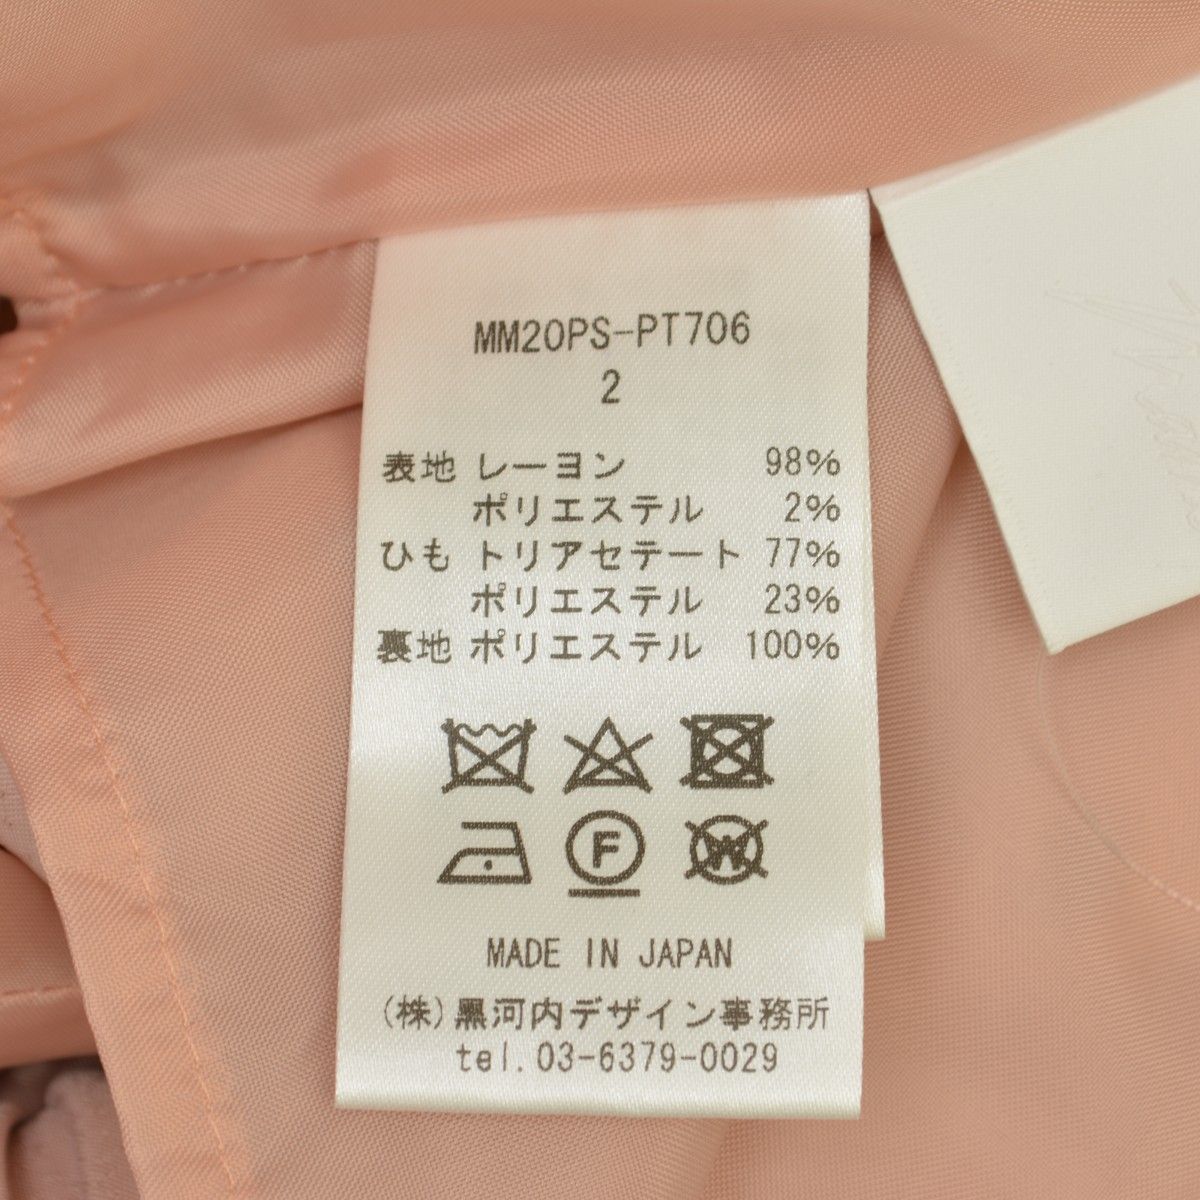 MM20PS-PT706
2
表地 レーヨン 98%
ポリエステル 2%
ひも トリアセテート 77%
ポリエステル 23%
裏地 ポリエステル 100%
F
W
MADE IN JAPAN
(株)黒河内デザイン事務所
tel.03-6379-0029